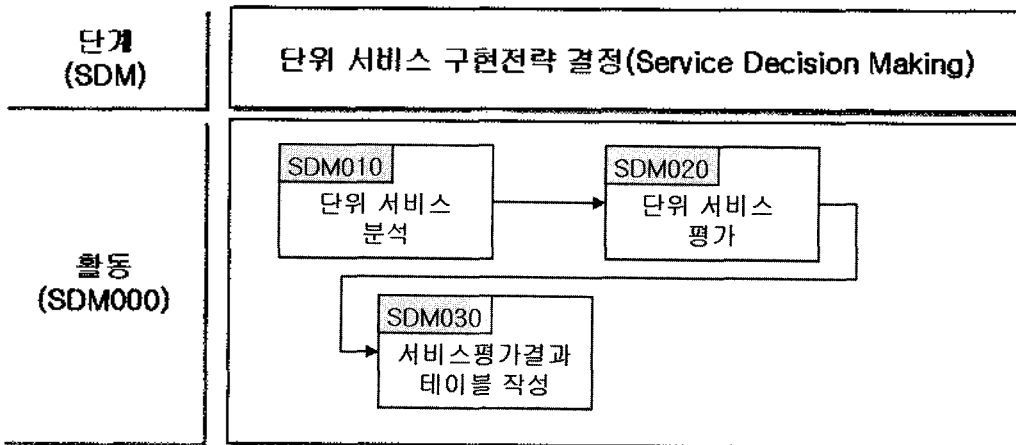 단계
(SDM)
단위 서비스 구현전략 결정(Service Decision Making)
활동
(SDM000)
SDM010
단위 서비스
분석
SDM020
단위 서비스
평가
SDM030
서비스평가결과
테이블 작성